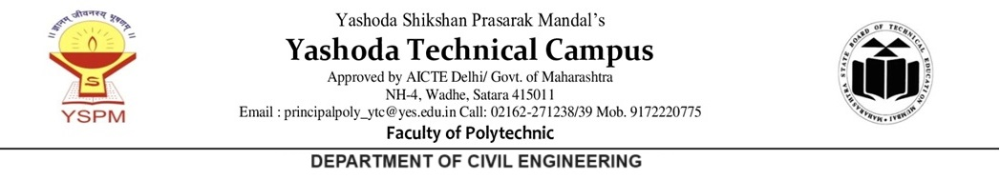 Yashoda Shikshan Prasarak Mandal’s
Yashoda Technical Campus
Approved by AICTE Delhi/ Govt. of Maharashtra
NH-4, Wadhe, Satara 415011
Email : principalpoly_ytc@yes.edu.in Call: 02162-271238/39 Mob. 9172220775
Faculty of Polytechnic
DEPARTMENT OF CIVIL ENGINEERING
|| ज्ञानम् जीवनस्य भूषणम् ||
S
YSPM
MAHARASHTRA STATE BOARD OF TECHNICAL EDUCATION MUMBAI